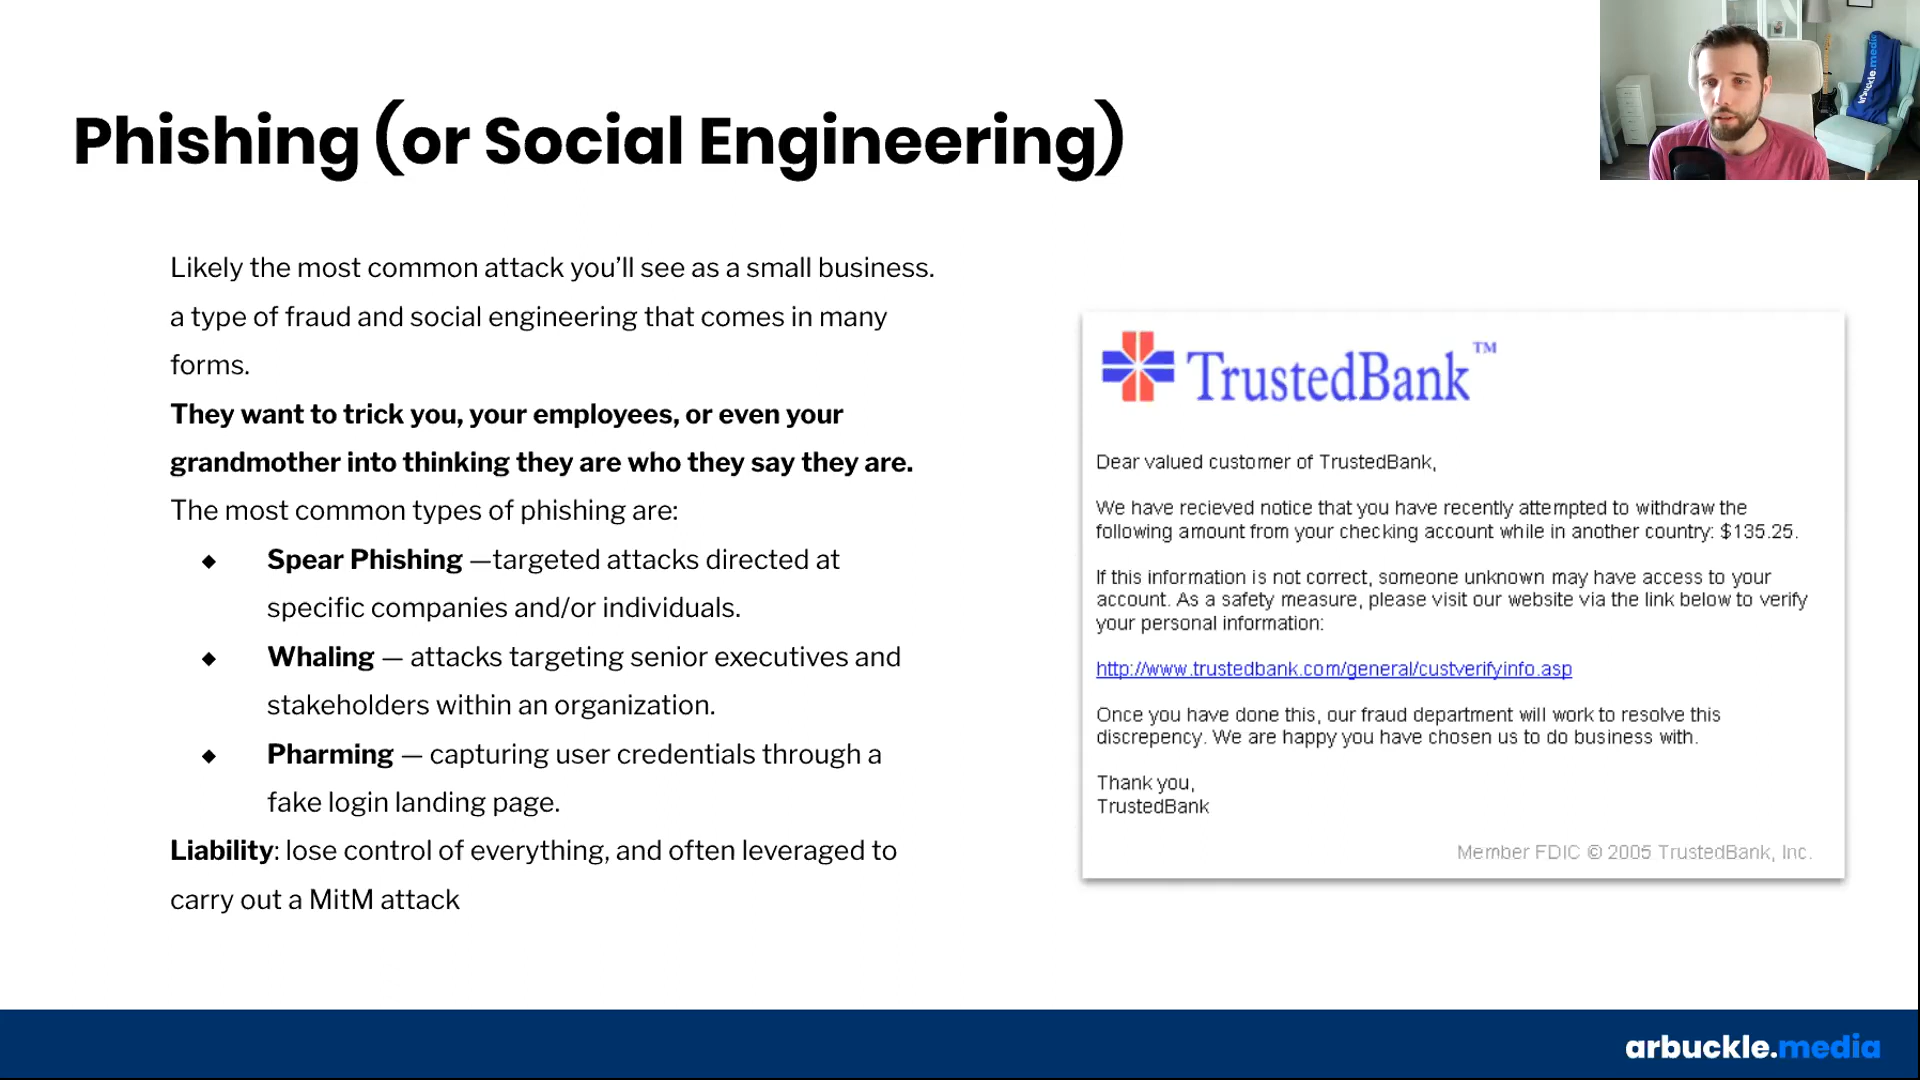 Phishing (or Social Engineering)
Likely the most common attack you'll see as a small business.
a type of fraud and social engineering that comes in many
forms.
They want to trick you, your employees, or even your
grandmother into thinking they are who they say they are.
The most common types of phishing are:
◆ Spear Phishing —targeted attacks directed at
specific companies and/or individuals.
◆ Whaling — attacks targeting senior executives and
stakeholders within an organization.
◆ Pharming — capturing user credentials through a
fake login landing page.
Liability: lose control of everything, and often leveraged to
carry out a MitM attack
TrustedBank™
Dear valued customer of TrustedBank,
We have recieved notice that you have recently attempted to withdraw the
following amount from your checking account while in another country: $135.25.
If this information is not correct, someone unknown may have access to your
account. As a safety measure, please visit our website via the link below to verify
your personal information:
http://www.trustedbank.com/general/custverifyinfo.asp
Once you have done this, our fraud department will work to resolve this
discrepency. We are happy you have chosen us to do business with.
Thank you,
TrustedBank
Member FDIC © 2005 TrustedBank, Inc.
arbuckle.media
arbuckle.media